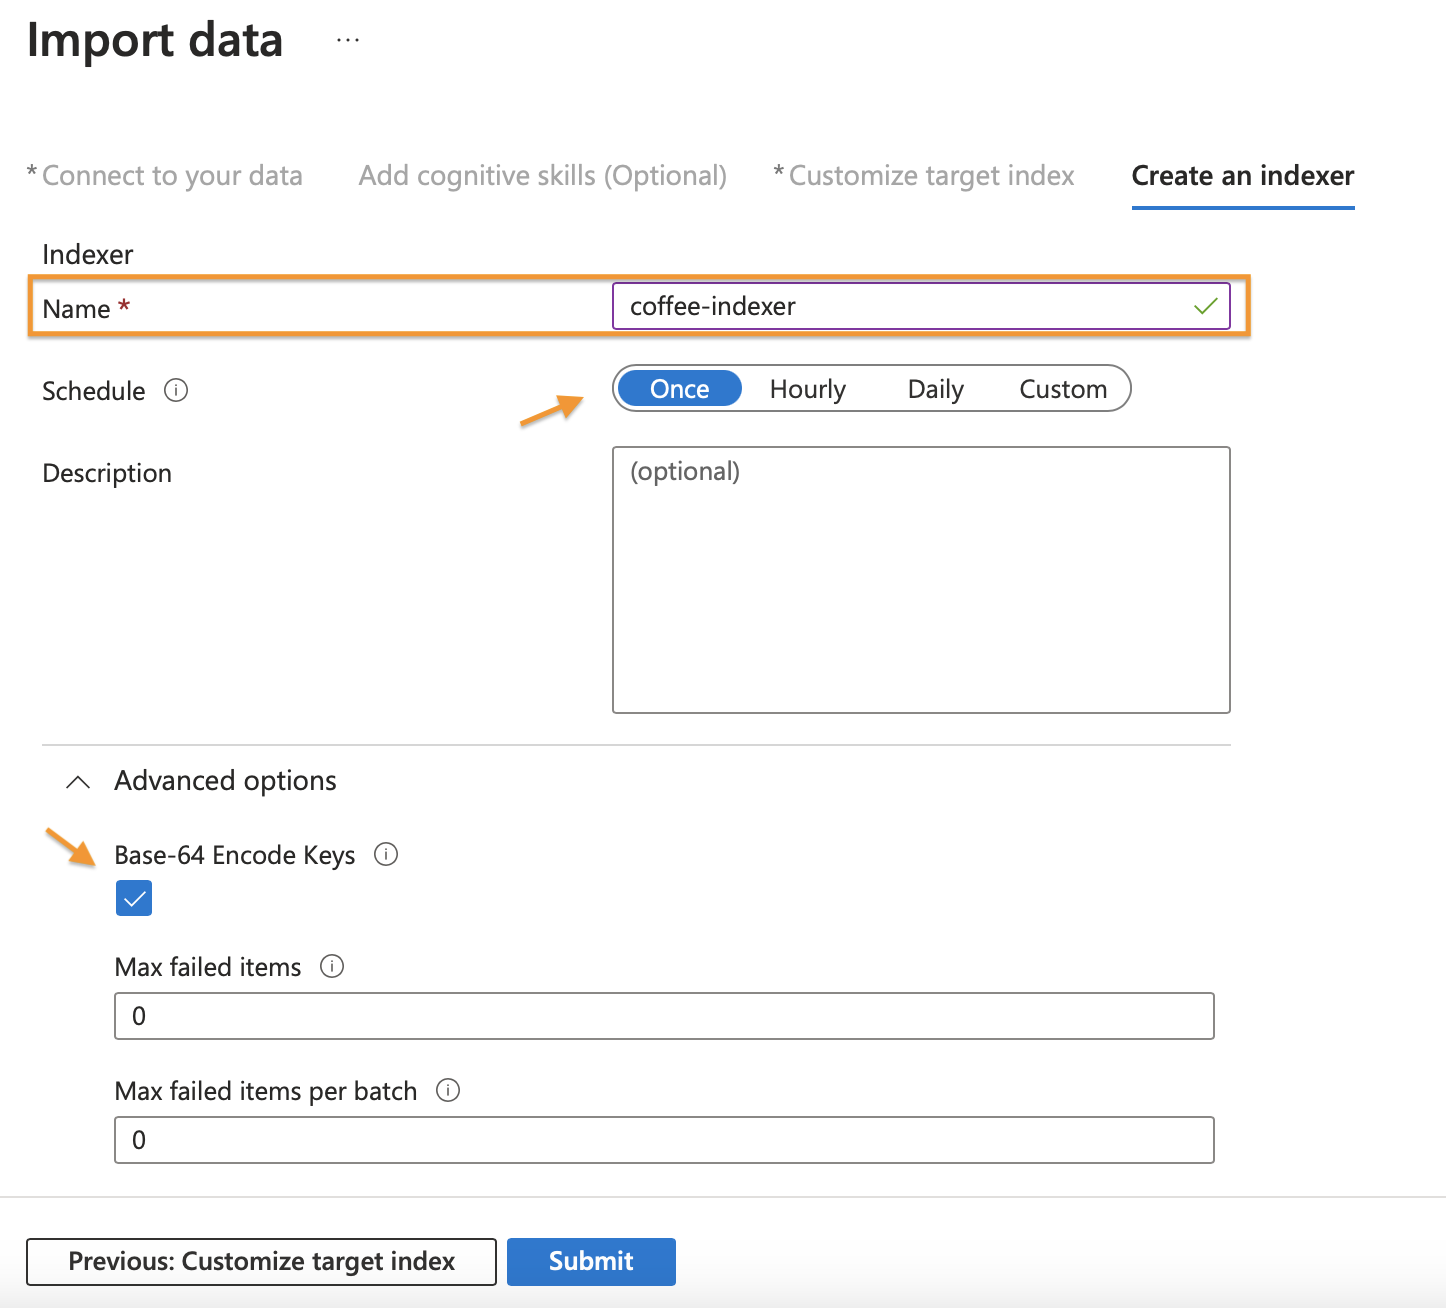 Import data ...
* Connect to your data Add cognitive skills (Optional) * Customize target index Create an indexer
Indexer
Name * coffee-indexer
Schedule Once Hourly Daily Custom
Description (optional)
Advanced options
Base-64 Encode Keys
Max failed items
0
Max failed items per batch
0
Previous: Customize target index Submit